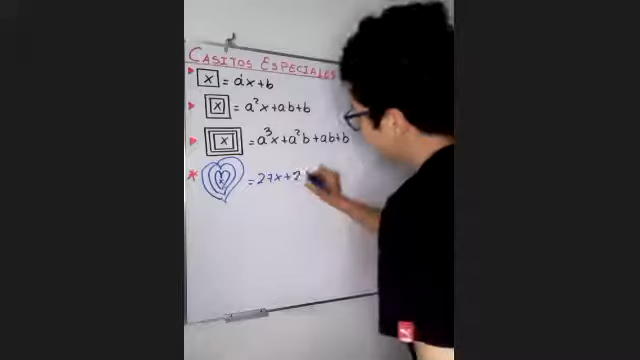 CASITOS ESPECIALES
x = ax+b
x = a²x+ab+b
x = a³x+a²b+ab+b
x = 27x+2